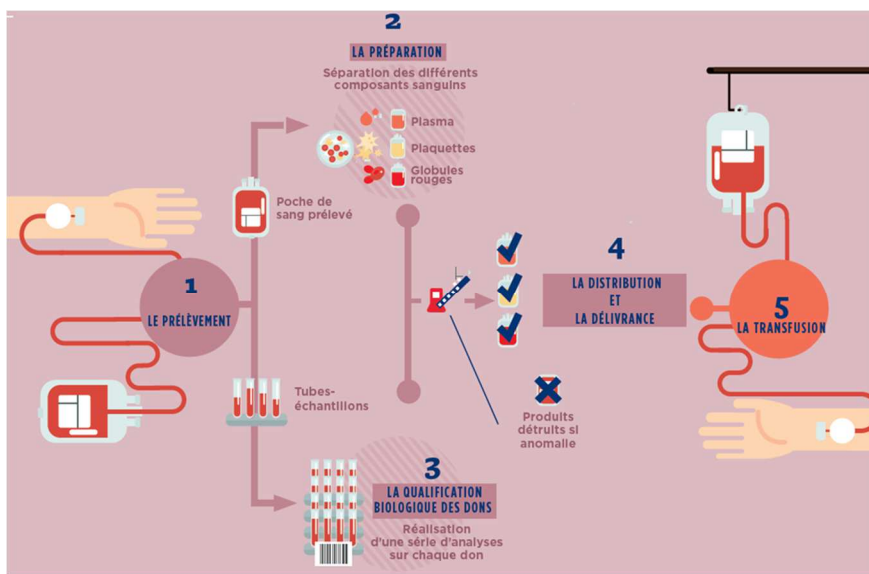 1
LE PRÉLÈVEMENT
Poche de
sang prélevé
Tubes-
échantillons
2
LA PRÉPARATION
Séparation des différents
composants sanguins
Plasma
Plaquettes
Globules
rouges
3
LA QUALIFICATION
BIOLOGIQUE DES DONS
Réalisation
d'une série d'analyses
sur chaque don
Produits
détruits si
anomalie
4
LA DISTRIBUTION
ET
LA DÉLIVRANCE
5
LA TRANSFUSION